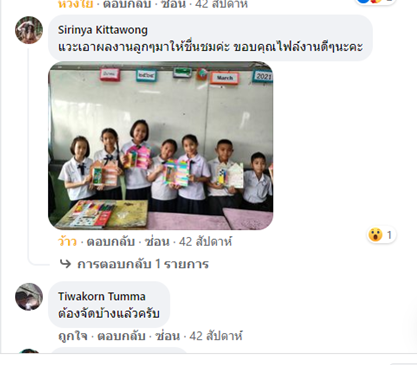 ห่วงใย · ตอบกลับ · ซ่อน · 42 สัปดาห์
Sirinya Kittawong
แวะเอาผลงานลูกๆมาให้ชื่นชมค่ะ ขอบคุณไฟล์งานดีๆนะคะ
มีนาคม
March
2021
ว้าว · ตอบกลับ · ซ่อน · 42 สัปดาห์
1
การตอบกลับ 1 รายการ
Tiwakorn Tumma
ต้องจัดบ้างแล้วครับ
ถูกใจ · ตอบกลับ · ซ่อน · 42 สัปดาห์